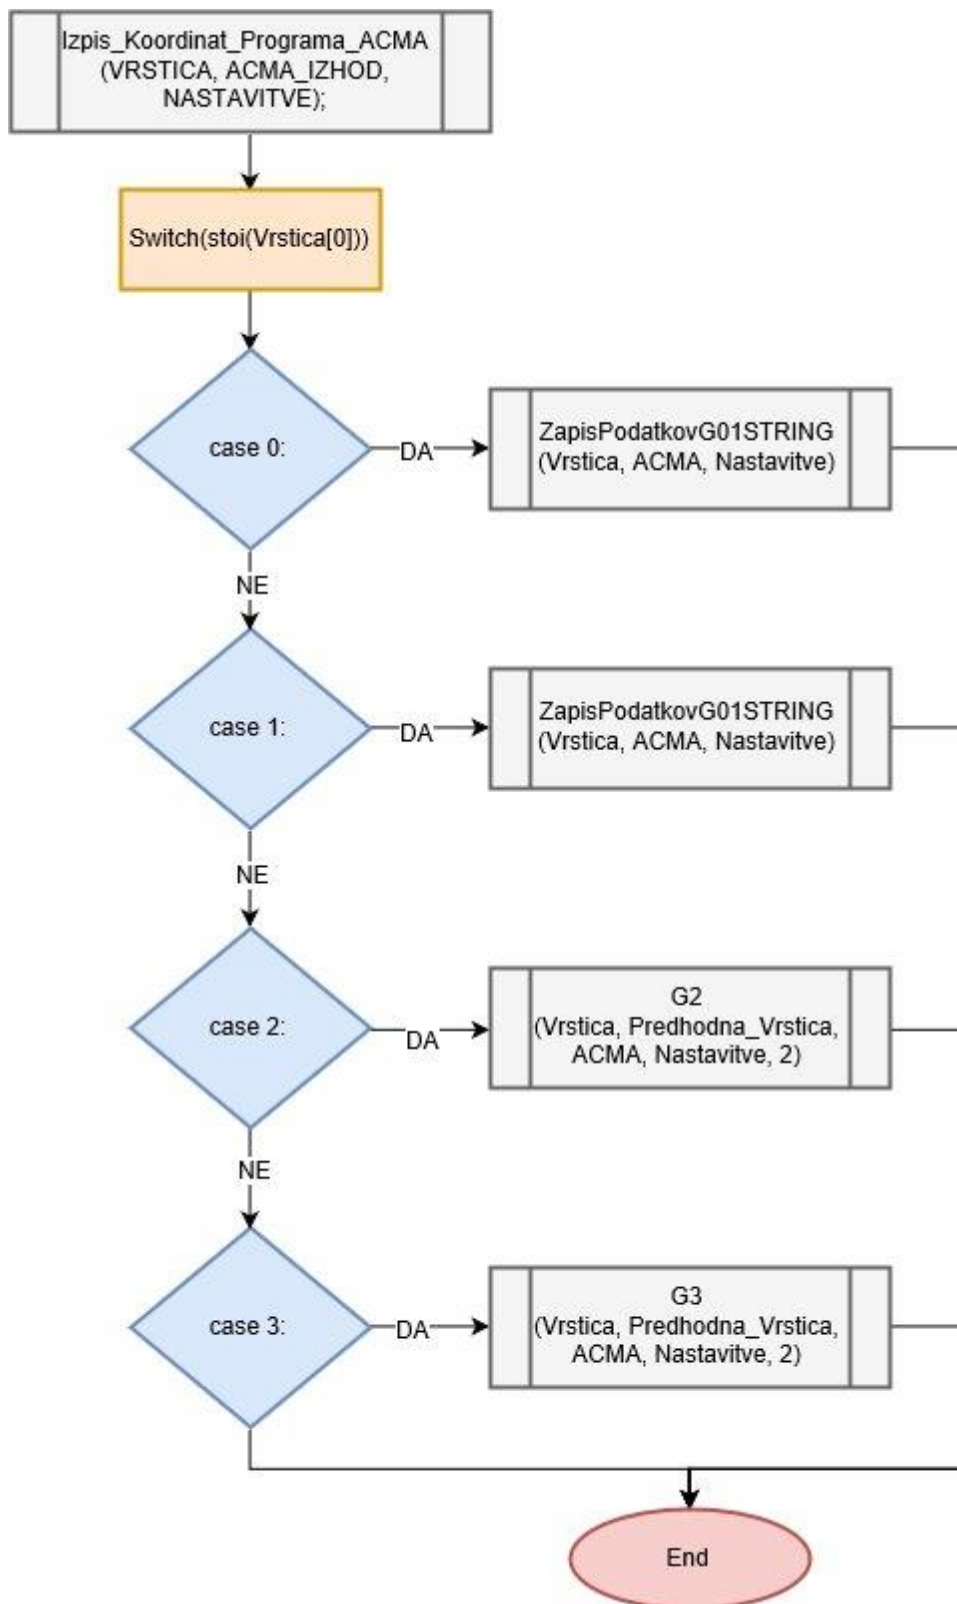 Izpis_Koordinat_Programa_ACMA
(VRSTICA, ACMA_IZHOD,
NASTAVITVE);
Switch(stoi(Vrstica[0]))
case 0:
DA
ZapisPodatkovG01STRING
(Vrstica, ACMA, Nastavitve)
NE
case 1:
DA
ZapisPodatkovG01STRING
(Vrstica, ACMA, Nastavitve)
NE
case 2:
DA
G2
(Vrstica, Predhodna_Vrstica,
ACMA, Nastavitve, 2)
NE
case 3:
DA
G3
(Vrstica, Predhodna_Vrstica,
ACMA, Nastavitve, 2)
End